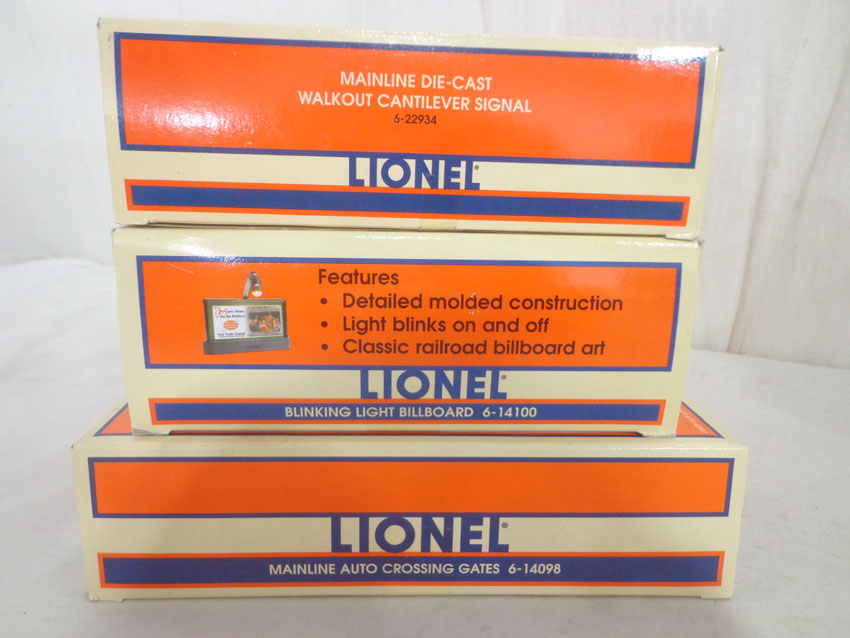 MAINLINE DIE-CAST
WALKOUT CANTILEVER SIGNAL
6-22934
LIONEL®
Features
• Detailed molded construction
• Light blinks on and off
• Classic railroad billboard art
LIONEL®
BLINKING LIGHT BILLBOARD 6-14100
LIONEL®
MAINLINE AUTO CROSSING GATES 6-14098